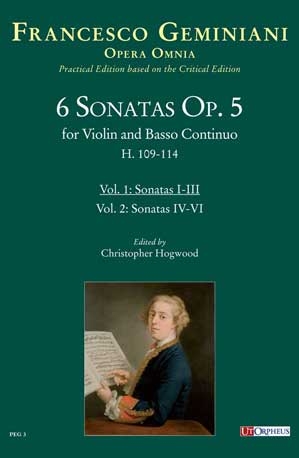 FRANCESCO GEMINIANI
OPERA OMNIA
Practical Edition based on the Critical Edition
6 SONATAS OP. 5
for Violin and Basso Continuo
H. 109-114
Vol. 1: Sonatas I-III
Vol. 2: Sonatas IV-VI
Edited by
Christopher Hogwood
PEG 3
UT ORPHEUS